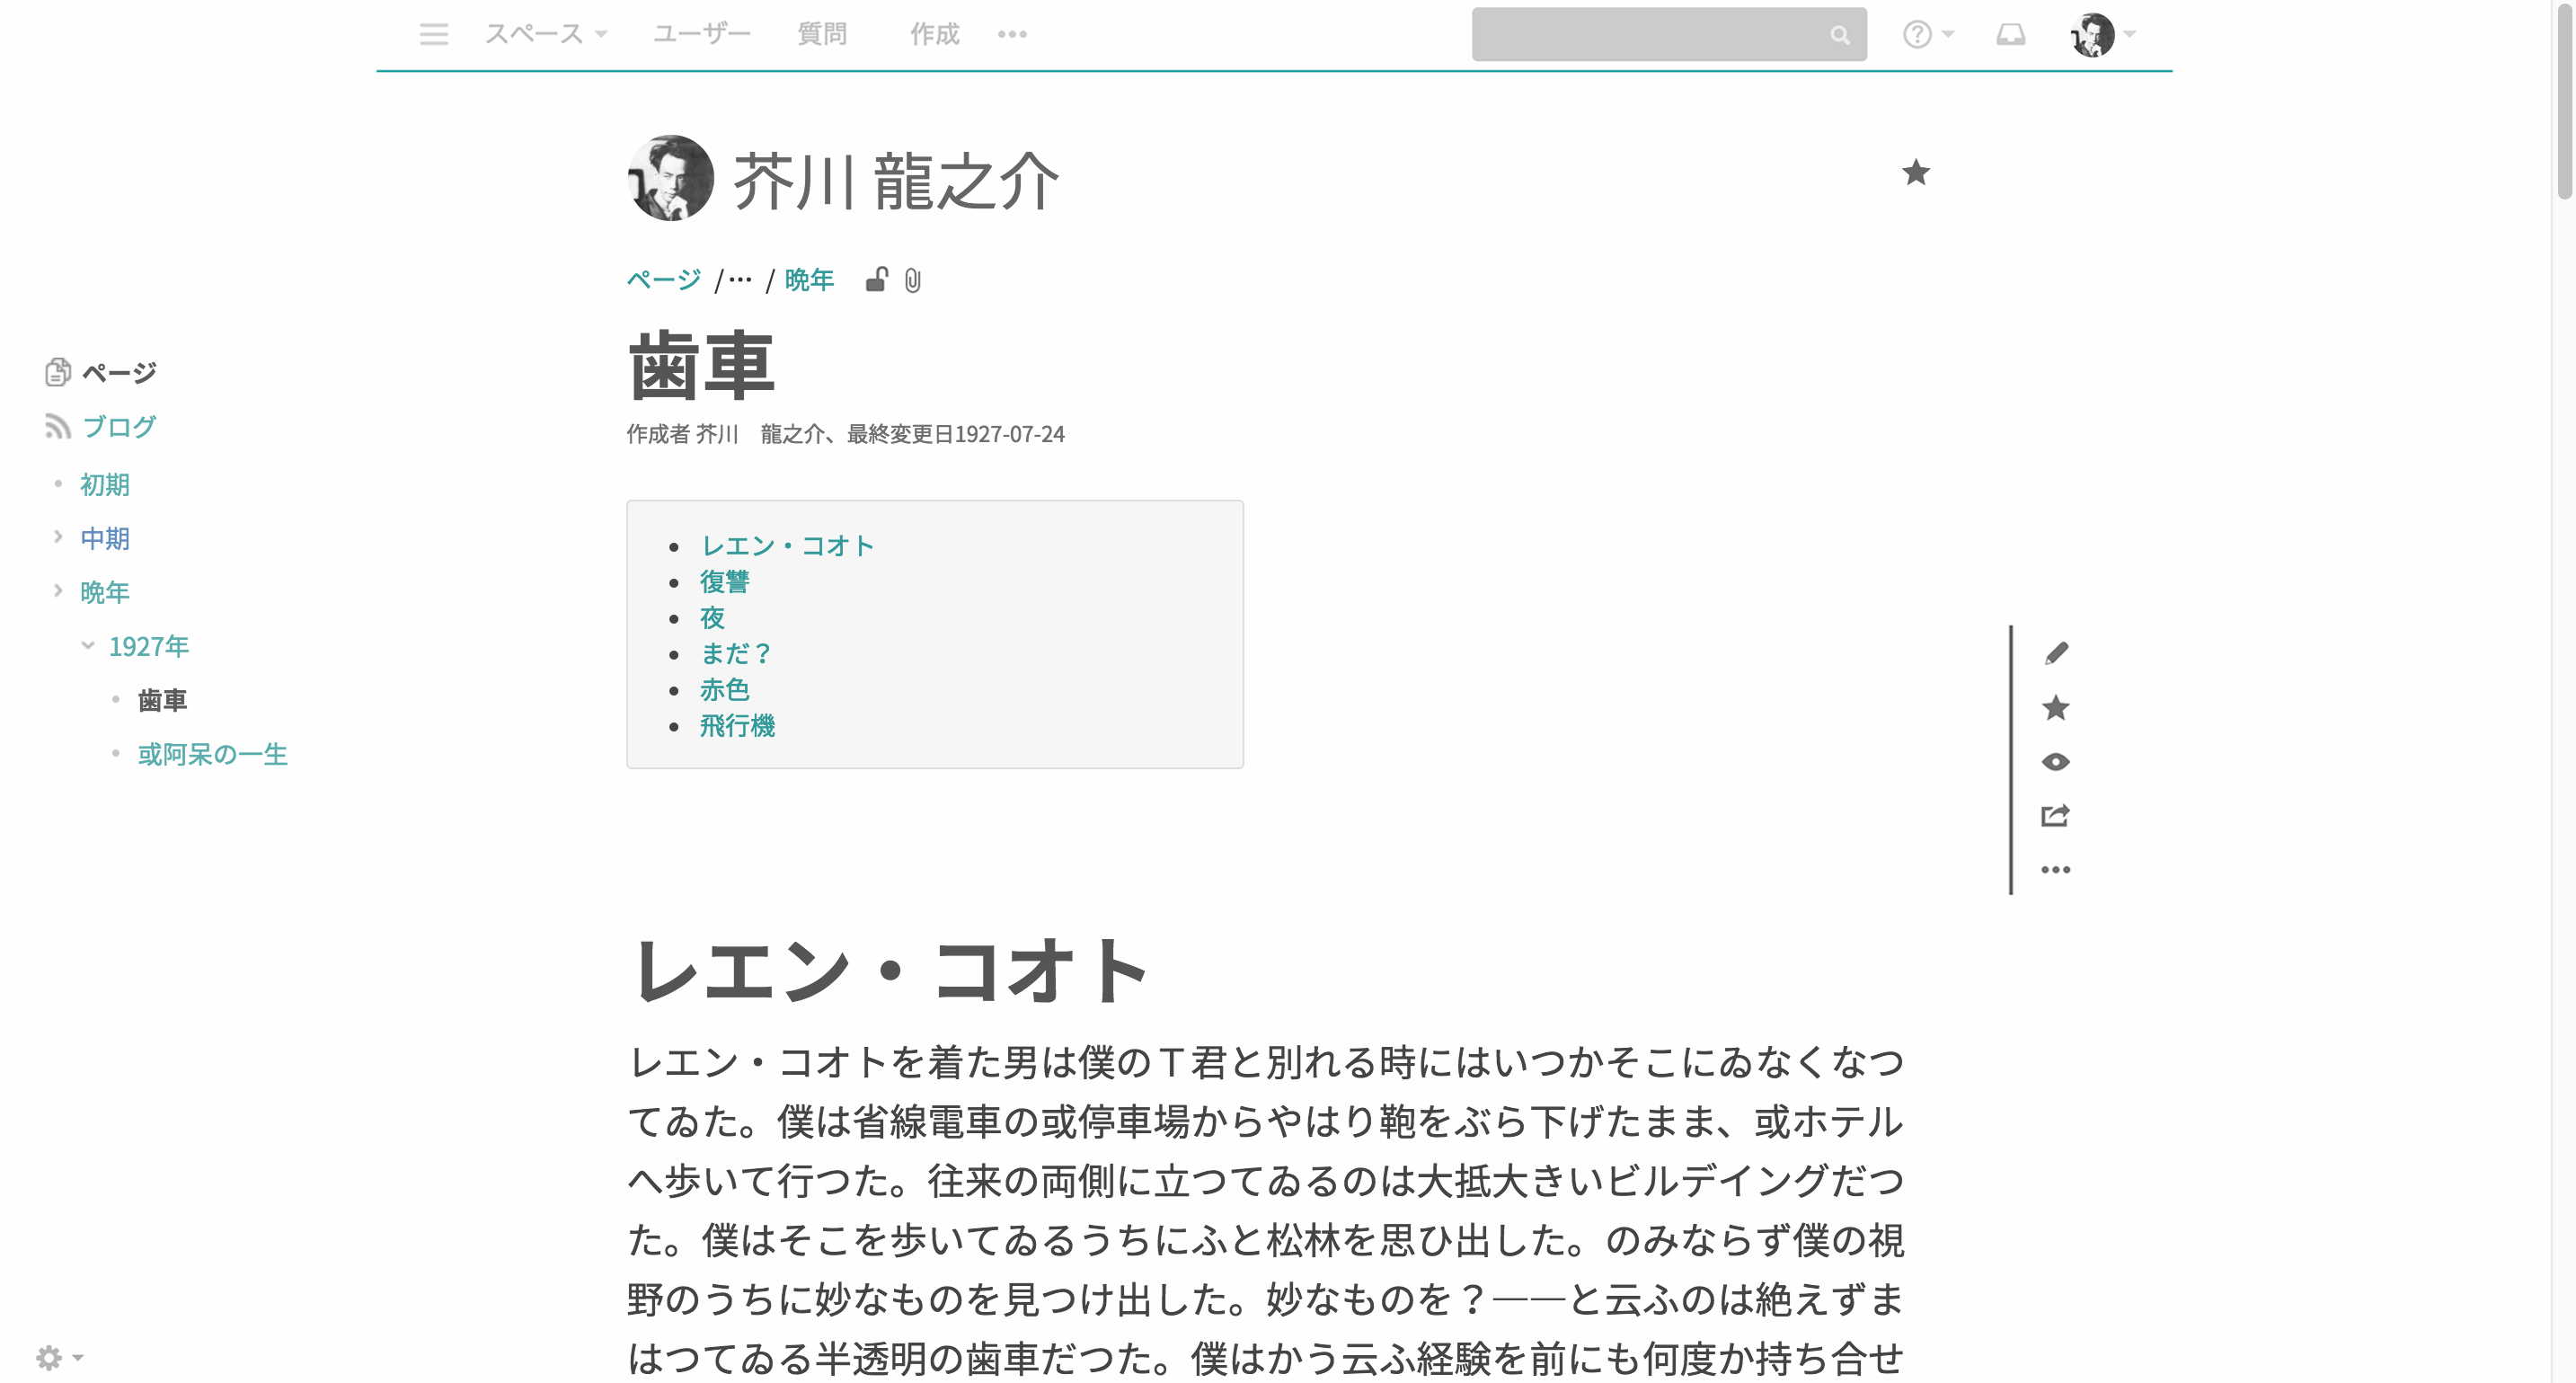 スペース ユーザー 質問 作成
芥川 龍之介
ページ /… / 晩年
歯車
作成者 芥川　龍之介、最終変更日1927-07-24
ページ
ブログ
初期
中期
晩年
1927年
歯車
或阿呆の一生
レエン・コオト
復讐
夜
まだ？
赤色
飛行機
レエン・コオト
レエン・コオトを着た男は僕のＴ君と別れる時にはいつかそこにゐなくなつ
てゐた。僕は省線電車の或停車場からやはり鞄をぶら下げたまま、或ホテル
へ歩いて行つた。往来の両側に立つてゐるのは大抵大きいビルデイングだつ
た。僕はそこを歩いてゐるうちにふと松林を思ひ出した。のみならず僕の視
野のうちに妙なものを見つけ出した。妙なものを？――と云ふのは絶えずま
はつてゐる半透明の歯車だつた。僕はかう云ふ経験を前にも何度か持ち合せ